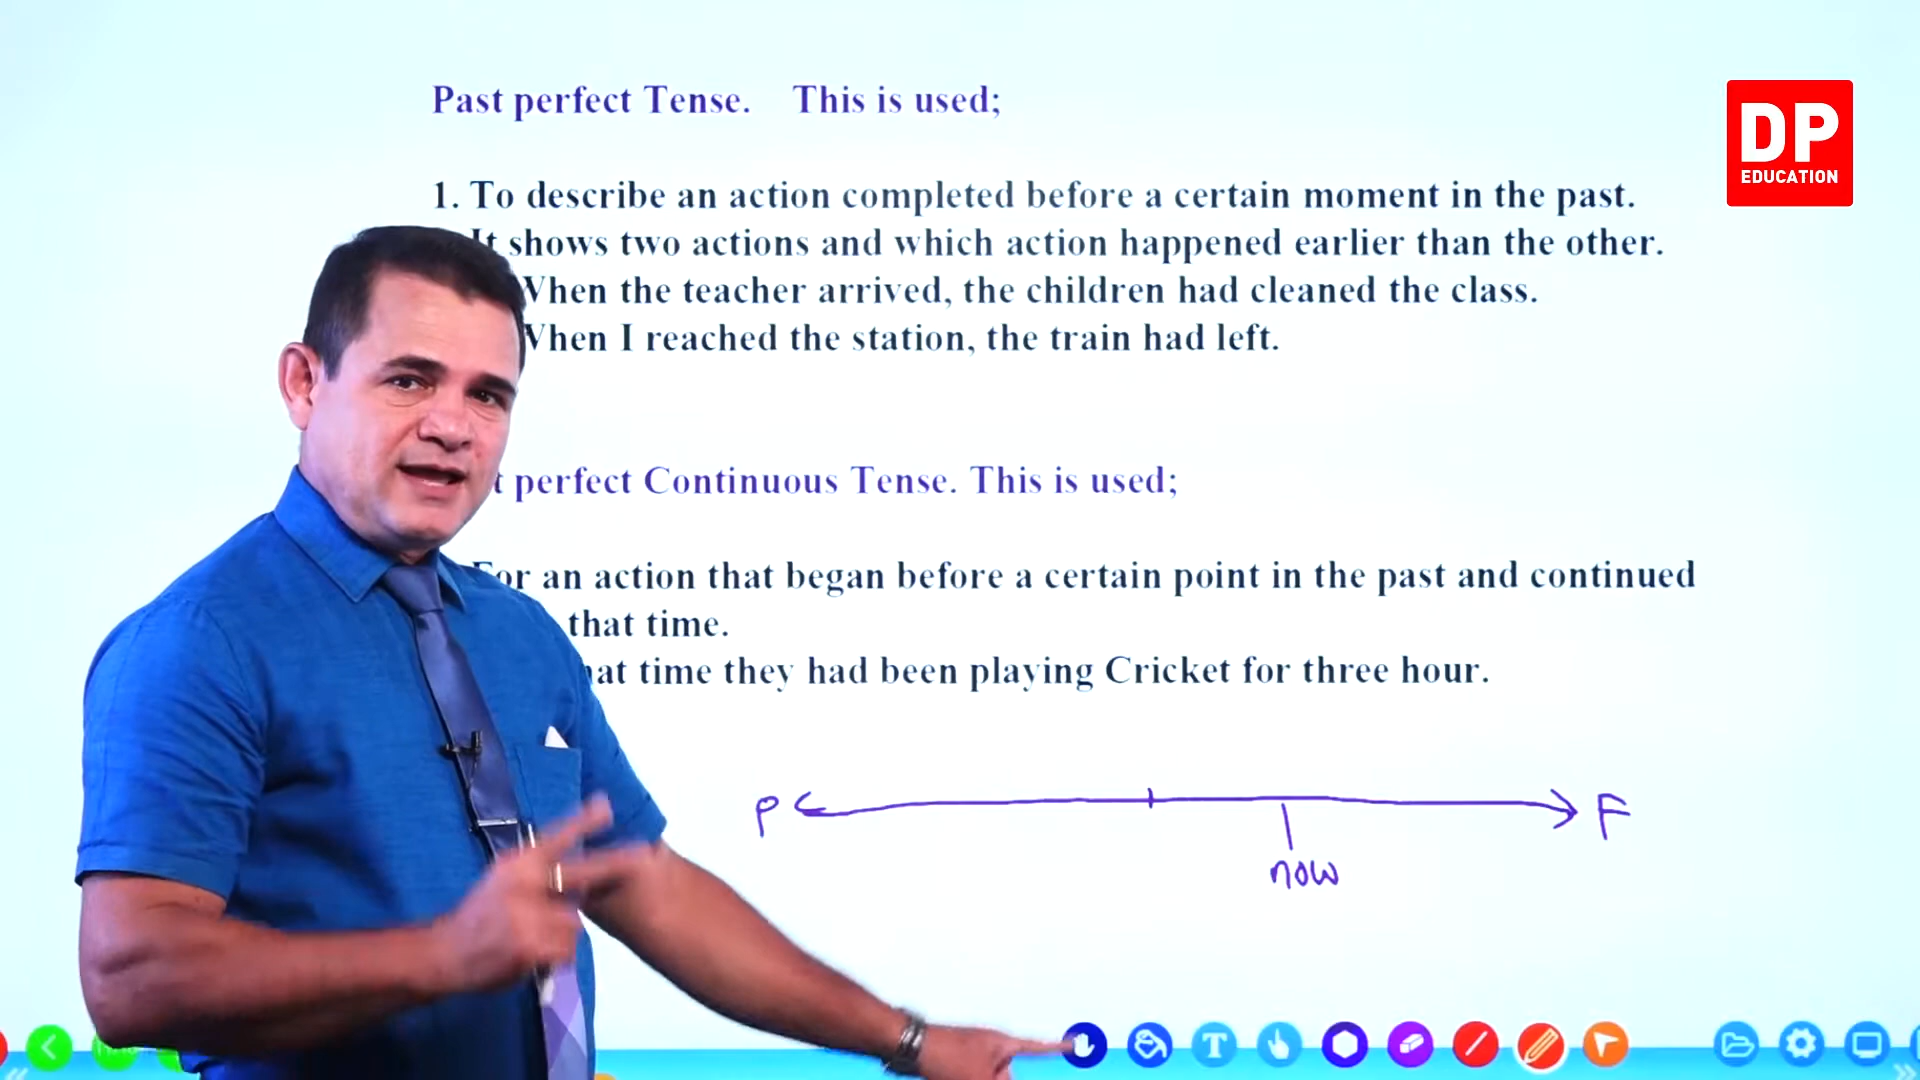 Past perfect Tense. This is used;
DP
EDUCATION
1. To describe an action completed before a certain moment in the past.
It shows two actions and which action happened earlier than the other.
When the teacher arrived, the children had cleaned the class.
When I reached the station, the train had left.
perfect Continuous Tense. This is used;
For an action that began before a certain point in the past and continued
that time.
time they had been playing Cricket for three hour.
P F
now
T